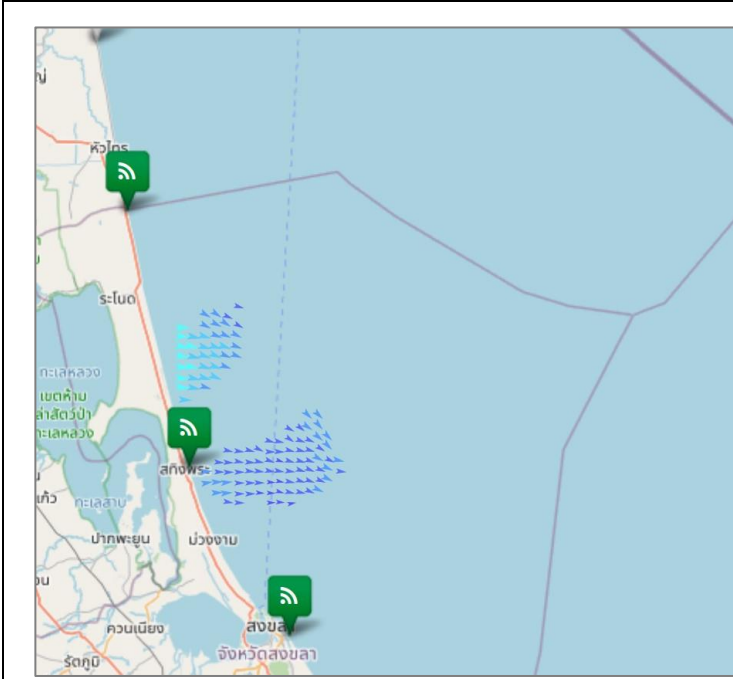 หัวไทร
ระโนด
ทะเลหลวง
เขตห้าม
ล่าสัตว์ป่า
ทะเลหลวง
สทิงพระ
แก้ว
ทะเลสาบ
ปากพะยูน
ม่วงงาม
ควนเนียง
สงขลา
จังหวัดสงขลา
รัตภูมิ